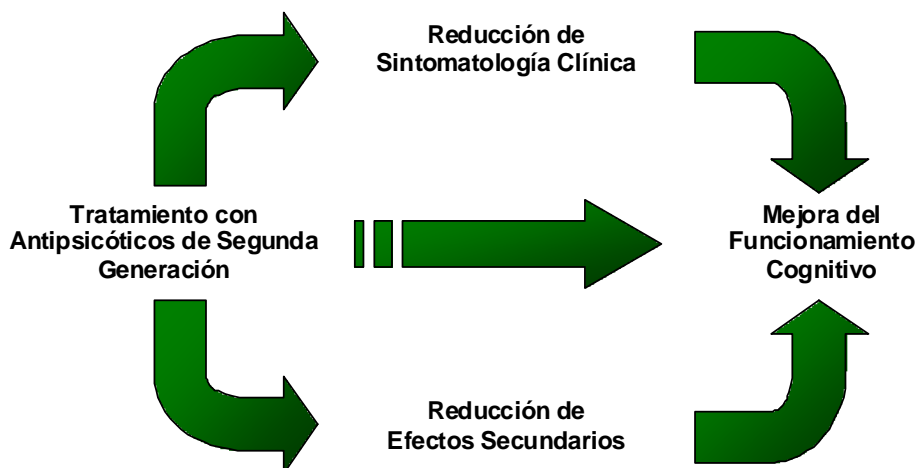 Reducción de
Sintomatología Clínica
Tratamiento con
Antipsicóticos de Segunda
Generación
Mejora del
Funcionamiento
Cognitivo
Reducción de
Efectos Secundarios